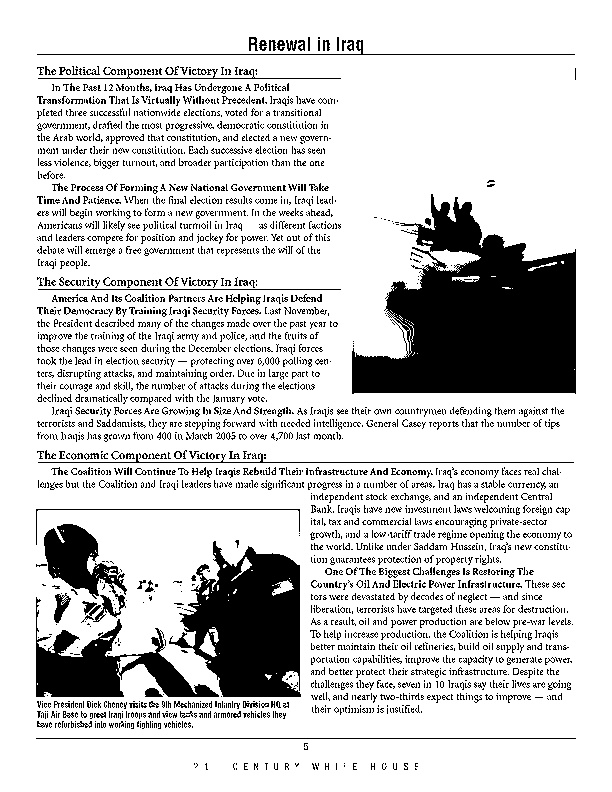 Renewal in Iraq
The Political Component Of Victory In Iraq:
In The Past 12 Months, Iraq Has Undergone A Political
Transformation That Is Virtually Without Precedent. Iraqis have com-
pleted three successful nationwide elections, voted for a transitional
government, drafted the most progressive, democratic constitution in
the Arab world, approved that constitution, and elected a new govern-
ment under their new constitution. Each successive election has seen
less violence, bigger turnout, and broader participation than the one
before.
The Process Of Forming A New National Government Will Take
Time And Patience. When the final election results come in, Iraqi lead-
ers will begin working to form a new government. In the weeks ahead,
Americans will likely see political turmoil in Iraq — as different factions
and leaders compete for position and jockey for power. Yet out of this
debate will emerge a free government that represents the will of the
Iraqi people.
The Security Component Of Victory In Iraq:
America And Its Coalition Partners Are Helping Iraqis Defend
Their Democracy By Training Iraqi Security Forces. Last November,
the President described many of the changes made over the past year to
improve the training of the Iraqi army and police, and the fruits of
those changes were seen during the December elections. Iraqi forces
took the lead in election security — protecting over 6,000 polling cen-
ters, disrupting attacks, and maintaining order. Due in large part to
their courage and skill, the number of attacks during the elections
declined dramatically compared with the January vote.
Iraqi Security Forces Are Growing In Size And Strength. As Iraqis see their own countrymen defending them against the
terrorists and Saddamists, they are stepping forward with needed intelligence. General Casey reports that the number of tips
from Iraqis has grown from 400 in March 2005 to over 4,700 last month.
The Economic Component Of Victory In Iraq:
The Coalition Will Continue To Help Iraqis Rebuild Their Infrastructure And Economy. Iraq's economy faces real chal-
lenges but the Coalition and Iraqi leaders have made significant progress in a number of areas. Iraq has a stable currency, an
independent stock exchange, and an independent Central
Bank. Iraqis have new investment laws welcoming foreign cap
ital, tax and commercial laws encouraging private-sector
growth, and a low-tariff trade regime opening the economy to
the world. Unlike under Saddam Hussein, Iraq's new constitu-
tion guarantees protection of property rights.
One Of The Biggest Challenges Is Restoring The
Country's Oil And Electric Power Infrastructure. These sec
tors were devastated by decades of neglect — and since
liberation, terrorists have targeted these areas for destruction.
As a result, oil and power production are below pre-war levels.
To help increase production, the Coalition is helping Iraqis
better maintain their oil refineries, build oil supply and trans-
portation capabilities, improve the capacity to generate power,
and better protect their strategic infrastructure. Despite the
challenges they face, seven in 10 Iraqis say their lives are going
well, and nearly two-thirds expect things to improve — and
their optimism is justified.
Vice President Dick Cheney visits the 9th Mechanized Infantry Division HQ at
Taji Air Base to greet Iraqi troops and view tanks and armored vehicles they
have refurbished into working fighting vehicles.
5
21 CENTURY WHITE HOUSE